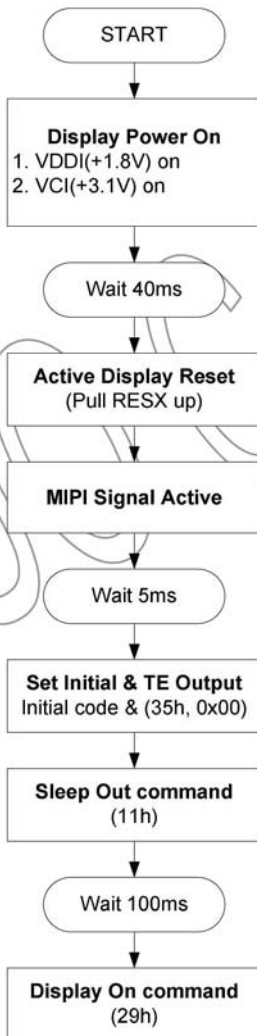 START
Display Power On
1. VDDI(+1.8V) on
2. VCI(+3.1V) on
Wait 40ms
Active Display Reset
(Pull RESX up)
MIPI Signal Active
Wait 5ms
Set Initial & TE Output
Initial code & (35h, 0x00)
Sleep Out command
(11h)
Wait 100ms
Display On command
(29h)